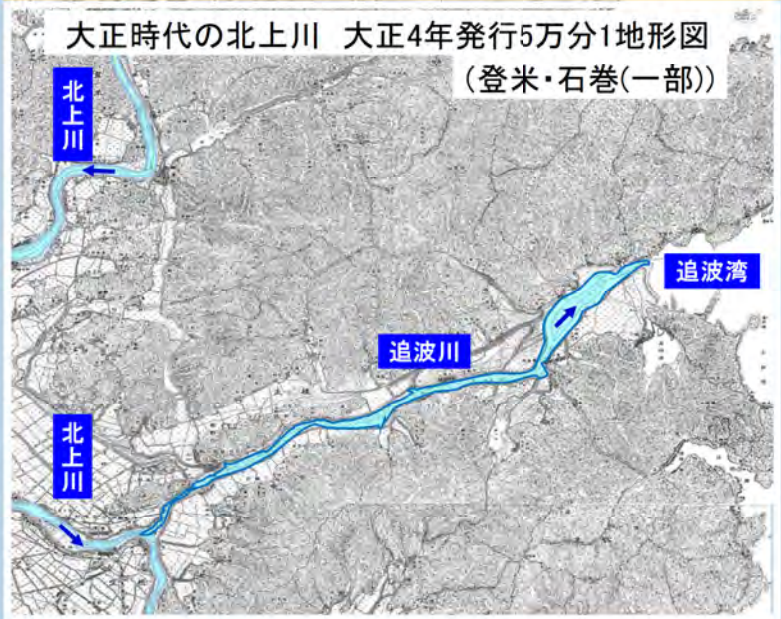 大正時代の北上川 大正4年発行5万分1地形図
(登米・石巻(一部))
北上川
追波湾
追波川
北上川